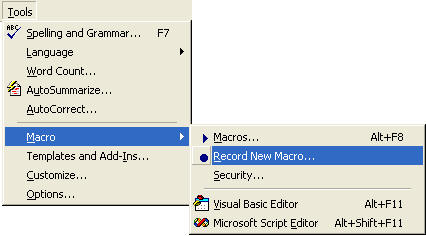 Tools
Spelling and Grammar... F7
Language
Word Count...
AutoSummarize...
AutoCorrect...
Macro
Templates and Add-Ins...
Customize...
Options...
Macros... Alt+F8
Record New Macro...
Security...
Visual Basic Editor Alt+F11
Microsoft Script Editor Alt+Shift+F11